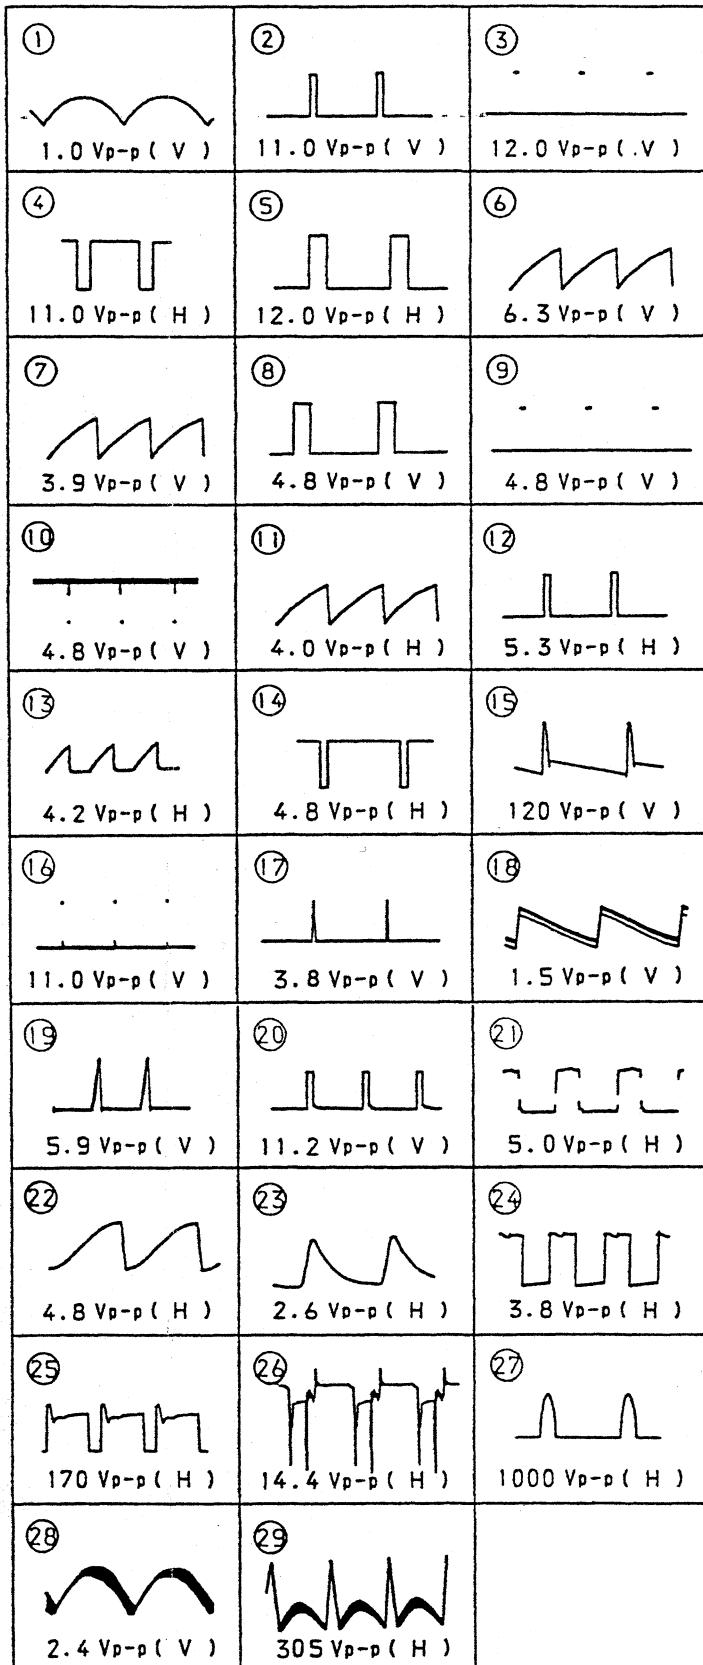 ① ② ③
1.0 Vp-p ( V ) 11.0 Vp-p ( V ) 12.0 Vp-p ( .V )
④ ⑤ ⑥
11.0 Vp-p ( H ) 12.0 Vp-p ( H ) 6.3 Vp-p ( V )
⑦ ⑧ ⑨
3.9 Vp-p ( V ) 4.8 Vp-p ( V ) 4.8 Vp-p ( V )
⑩ ⑪ ⑫
4.8 Vp-p ( V ) 4.0 Vp-p ( H ) 5.3 Vp-p ( H )
⑬ ⑭ ⑮
4.2 Vp-p ( H ) 4.8 Vp-p ( H ) 120 Vp-p ( V )
⑯ ⑰ ⑱
11.0 Vp-p ( V ) 3.8 Vp-p ( V ) 1.5 Vp-p ( V )
⑲ ⑳ ㉑
5.9 Vp-p ( V ) 11.2 Vp-p ( V ) 5.0 Vp-p ( H )
㉒ ㉓ ㉔
4.8 Vp-p ( H ) 2.6 Vp-p ( H ) 3.8 Vp-p ( H )
㉕ ㉖ ㉗
170 Vp-p ( H ) 14.4 Vp-p ( H ) 1000 Vp-p ( H )
㉘ ㉙
2.4 Vp-p ( V ) 305 Vp-p ( H )